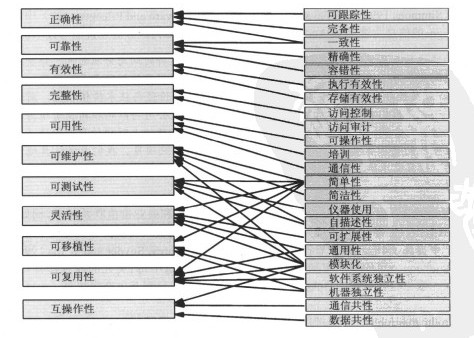 正确性
可靠性
有效性
完整性
可用性
可维护性
可测试性
灵活性
可移植性
可复用性
互操作性
可跟踪性
完备性
一致性
精确性
容错性
执行有效性
存储有效性
访问控制
访问审计
可操作性
培训
通信性
简单性
简洁性
仪器使用
自描述性
可扩展性
通用性
模块化
软件系统独立性
机器独立性
通信共性
数据共性